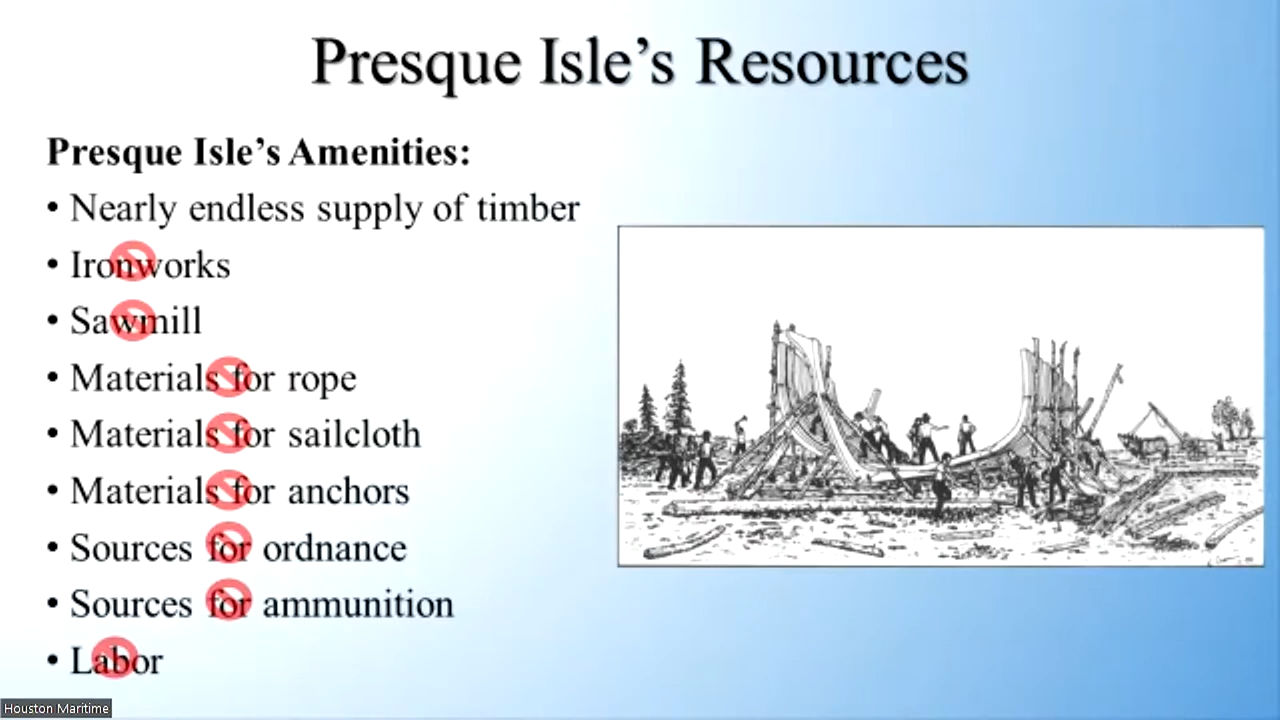 Presque Isle’s Resources
Presque Isle’s Amenities:
• Nearly endless supply of timber
• Ironworks
• Sawmill
• Materials for rope
• Materials for sailcloth
• Materials for anchors
• Sources for ordnance
• Sources for ammunition
• Labor
Houston Maritime